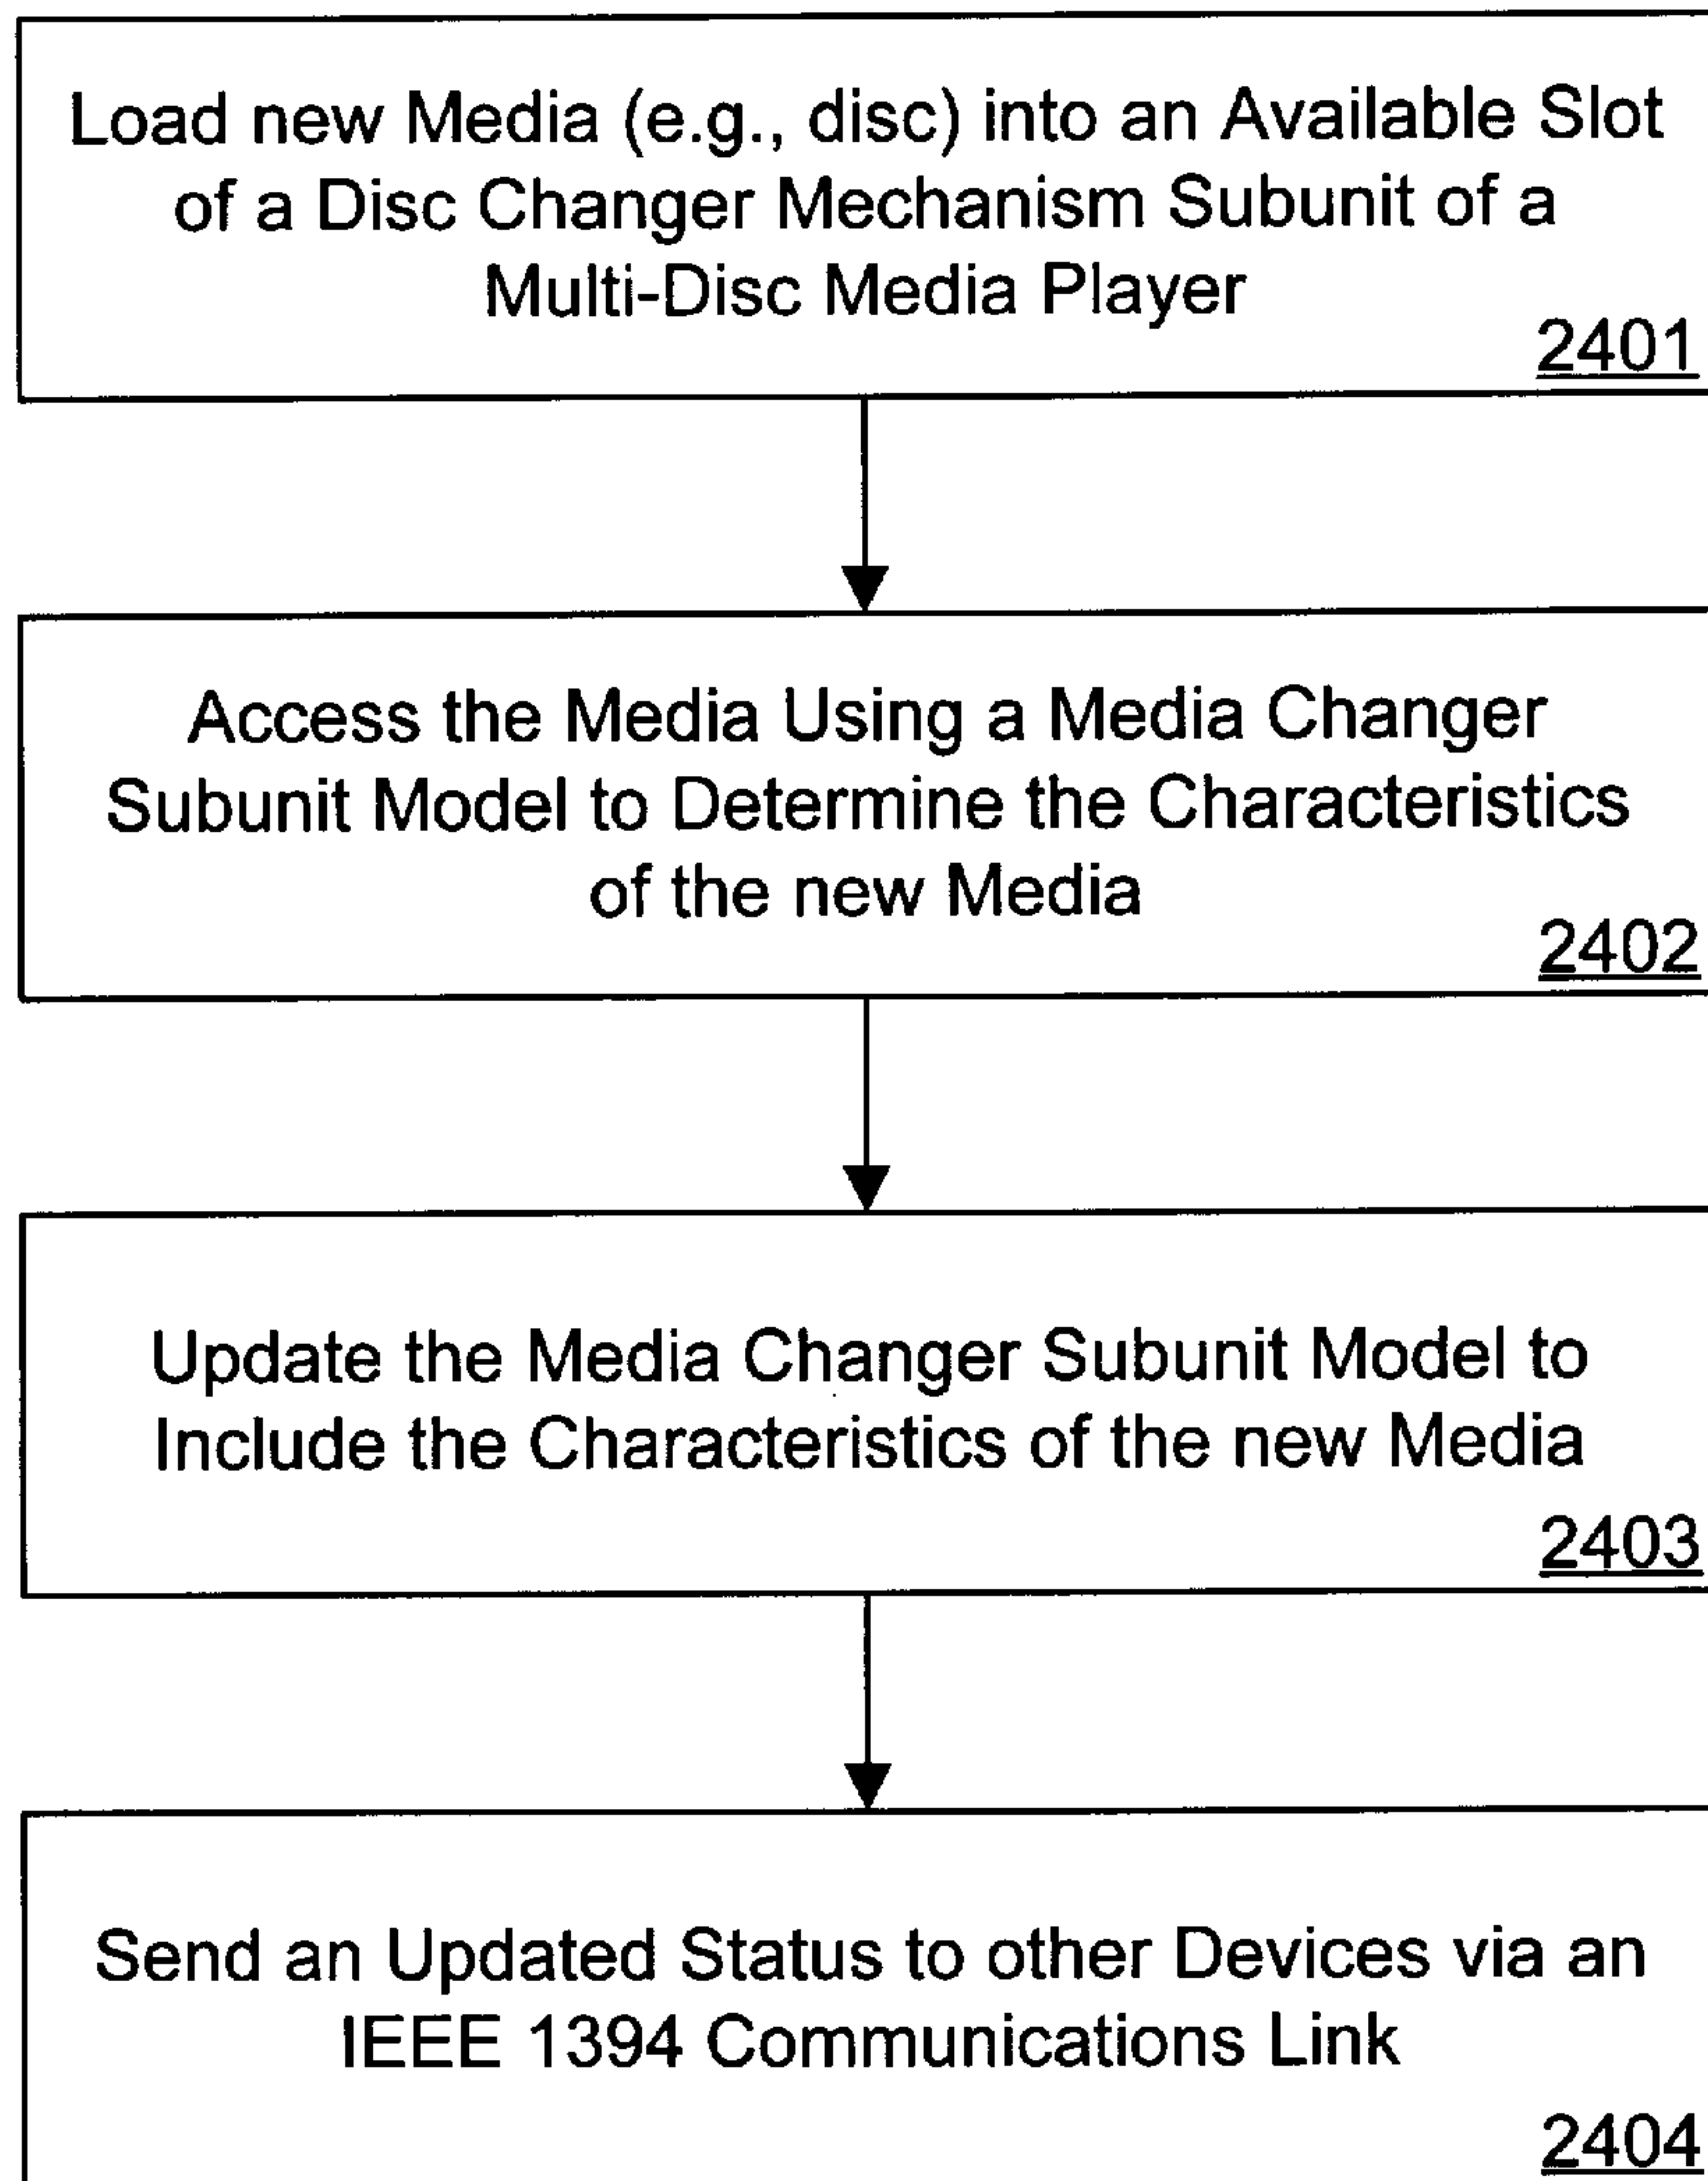 Load new Media (e.g., disc) into an Available Slot
of a Disc Changer Mechanism Subunit of a
Multi-Disc Media Player
2401
Access the Media Using a Media Changer
Subunit Model to Determine the Characteristics
of the new Media
2402
Update the Media Changer Subunit Model to
Include the Characteristics of the new Media
2403
Send an Updated Status to other Devices via an
IEEE 1394 Communications Link
2404